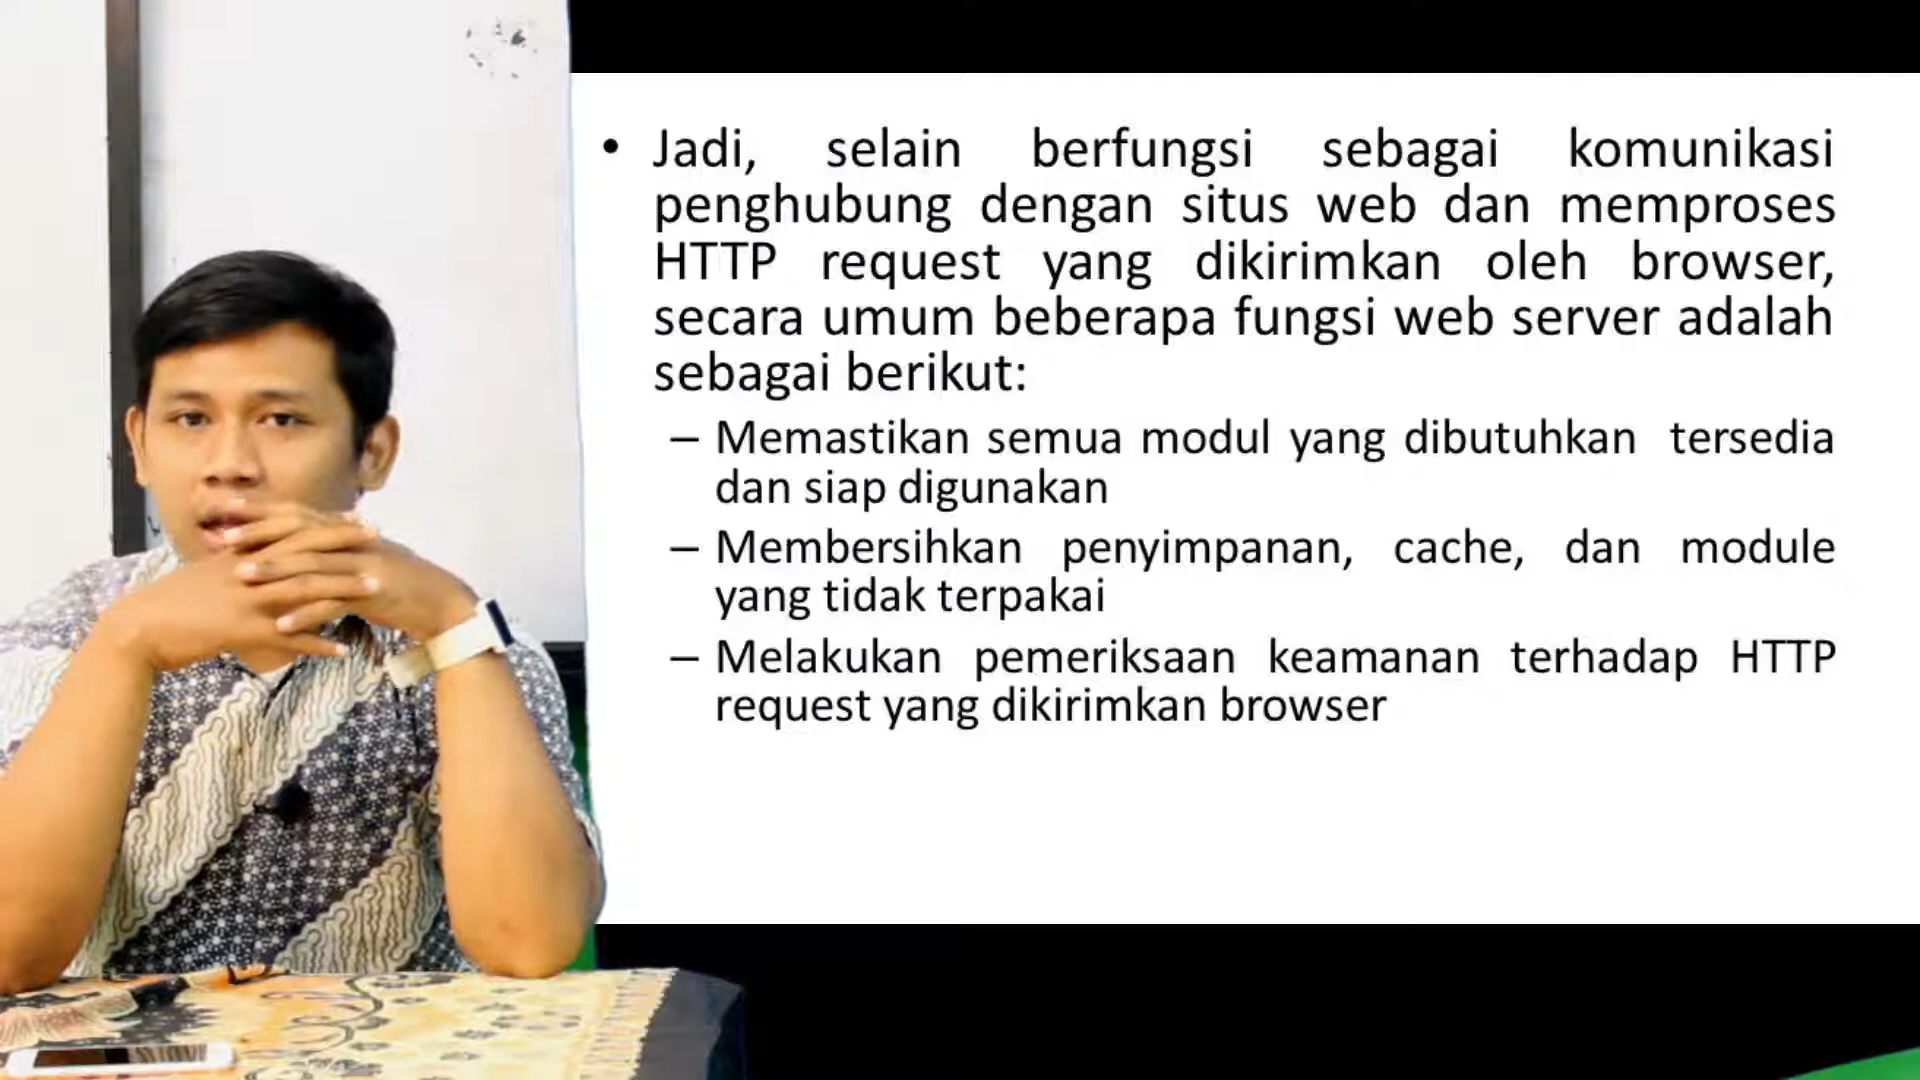 • Jadi, selain berfungsi sebagai komunikasi
penghubung dengan situs web dan memproses
HTTP request yang dikirimkan oleh browser,
secara umum beberapa fungsi web server adalah
sebagai berikut:
– Memastikan semua modul yang dibutuhkan tersedia
dan siap digunakan
– Membersihkan penyimpanan, cache, dan module
yang tidak terpakai
– Melakukan pemeriksaan keamanan terhadap HTTP
request yang dikirimkan browser